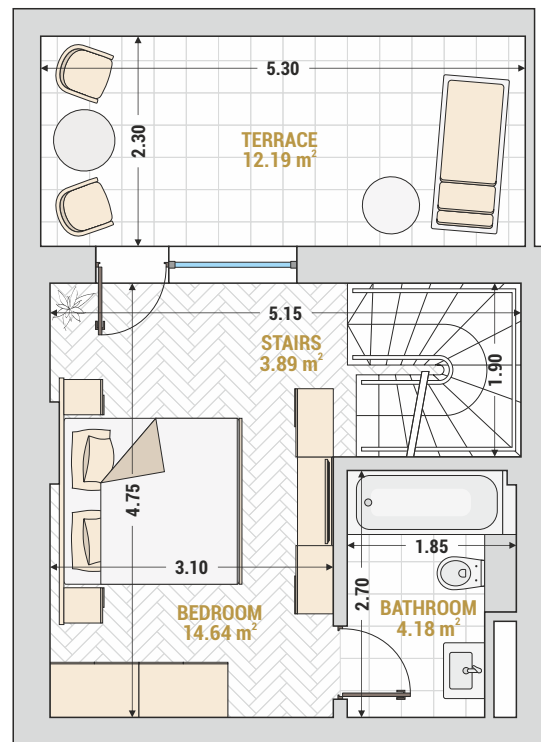 5.30
2.30
TERRACE
12.19 m²
5.15
STAIRS
3.89 m²
1.90
4.75
3.10
1.85
2.70
BEDROOM
14.64 m²
BATHROOM
4.18 m²